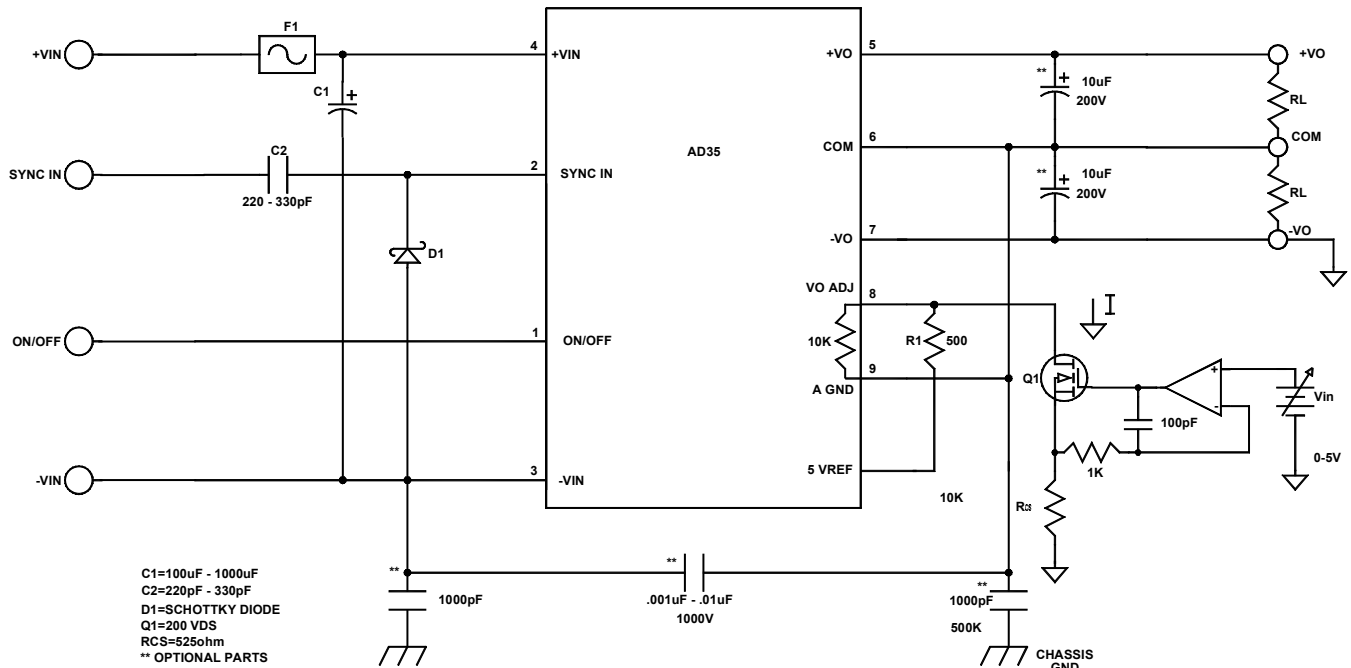 F1
+VIN
4
+VIN
+VO
5
+VO
C1
+
**
+
10uF
200V
RL
C2
6
COM
COM
AD35
SYNC IN
2
SYNC IN
**
+
10uF
200V
RL
220 - 330pF
-VO
7
-VO
D1
VO ADJ
8
I
ON/OFF
1
ON/OFF
10K
R1
500
9
A GND
Q1
+
-
Vin
100pF
0-5V
-VIN
3
-VIN
5 VREF
1K
10K
Rcs
C1=100uF - 1000uF
C2=220pF - 330pF
D1=SCHOTTKY DIODE
Q1=200 VDS
RCS=525ohm
** OPTIONAL PARTS
**
1000pF
**
.001uF - .01uF
1000V
**
1000pF
500K
CHASSIS
GND